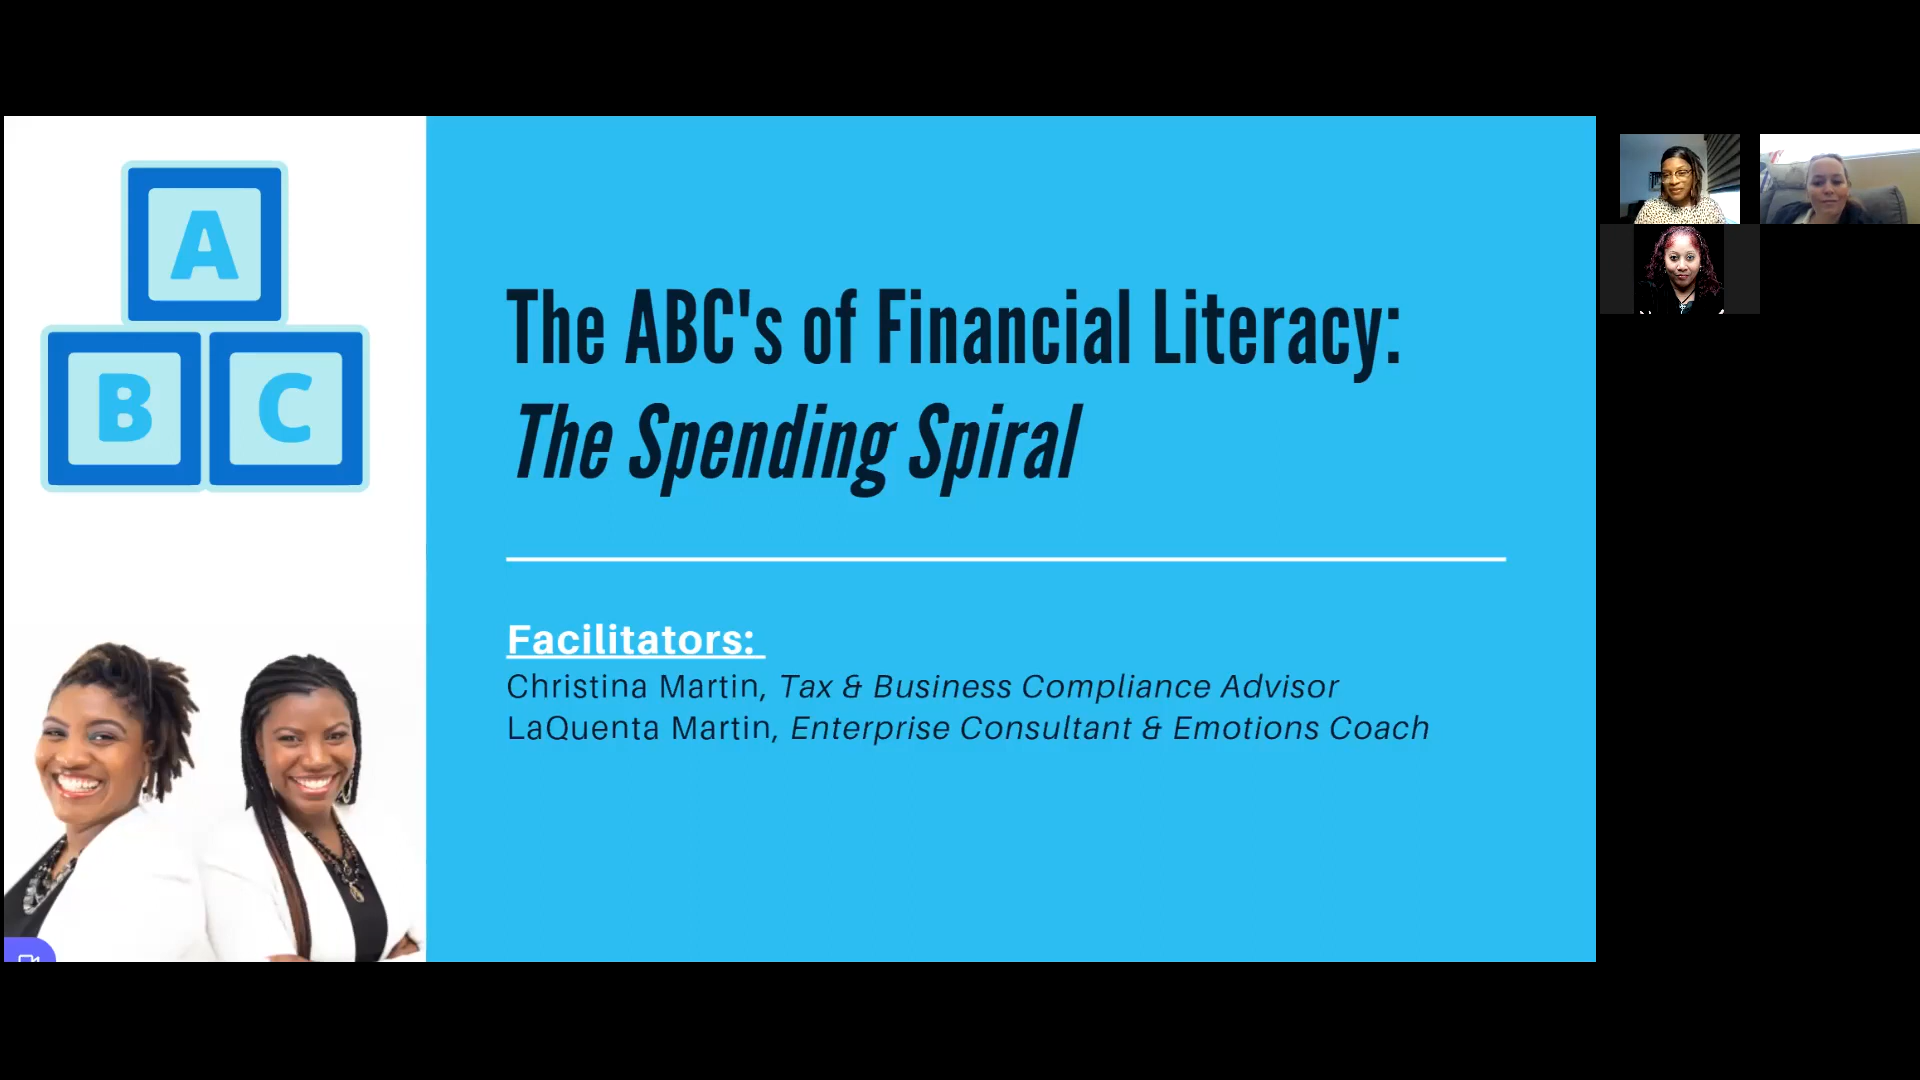 A
B C
The ABC's of Financial Literacy:
The Spending Spiral
Facilitators:
Christina Martin, Tax & Business Compliance Advisor
LaQuenta Martin, Enterprise Consultant & Emotions Coach